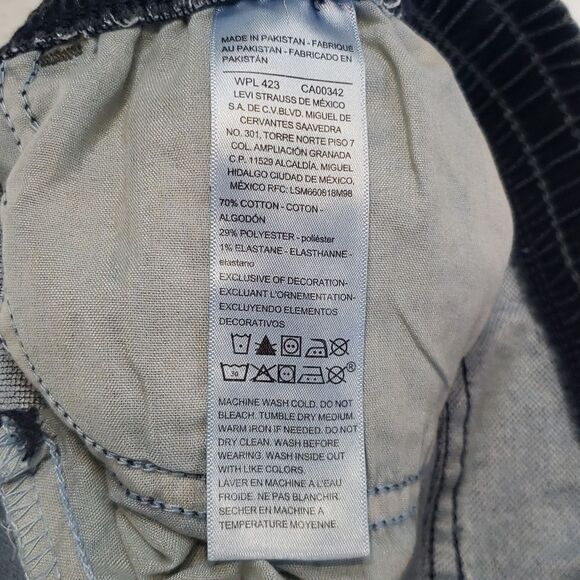 MADE IN PAKISTAN - FABRIQUÉ
AU PAKISTAN - FABRICADO EN
PAKISTÁN
WPL 423 CA00342
LEVI STRAUSS DE MÉXICO
S.A. DE C.V.BLVD. MIGUEL DE
CERVANTES SAAVEDRA
NO. 301, TORRE NORTE PISO 7
COL. AMPLIACIÓN GRANADA
C.P. 11529 ALCALDÍA. MIGUEL
HIDALGO CIUDAD DE MÉXICO,
MÉXICO RFC: LSM660818M98
70% COTTON - COTON -
ALGODÓN
29% POLYESTER - poliéster
1% ELASTANE - ELASTHANNE -
elastano
EXCLUSIVE OF DECORATION-
EXCLUANT L'ORNEMENTATION-
EXCLUYENDO ELEMENTOS
DECORATIVOS
30 ®
MACHINE WASH COLD. DO NOT
BLEACH. TUMBLE DRY MEDIUM.
WARM IRON IF NEEDED. DO NOT
DRY CLEAN. WASH BEFORE
WEARING. WASH INSIDE OUT
WITH LIKE COLORS.
LAVER EN MACHINE À L'EAU
FROIDE. NE PAS BLANCHIR.
SECHER EN MACHINE A
TEMPERATURE MOYENNE.